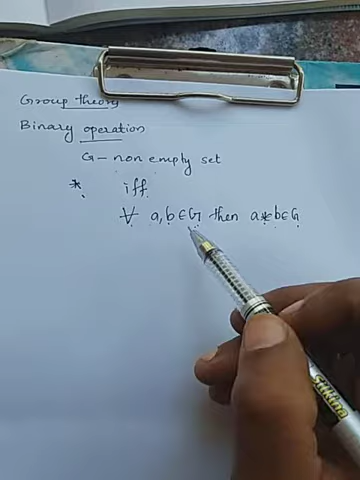 Group theory
Binary operation
G - non empty set
* iff
∀ a, b ∈ G then a * b ∈ G